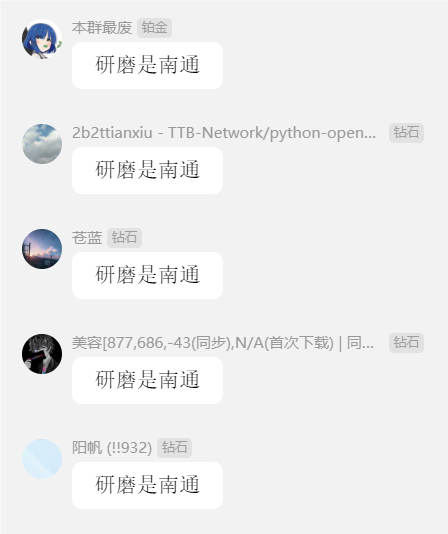 本群最废 铂金
研磨是南通
2b2ttianxiu - TTB-Network/python-open... 钻石
研磨是南通
苍蓝 钻石
研磨是南通
美容[877,686,-43(同步),N/A(首次下载) | 同... 钻石
研磨是南通
阳帆 (!!932) 钻石
研磨是南通